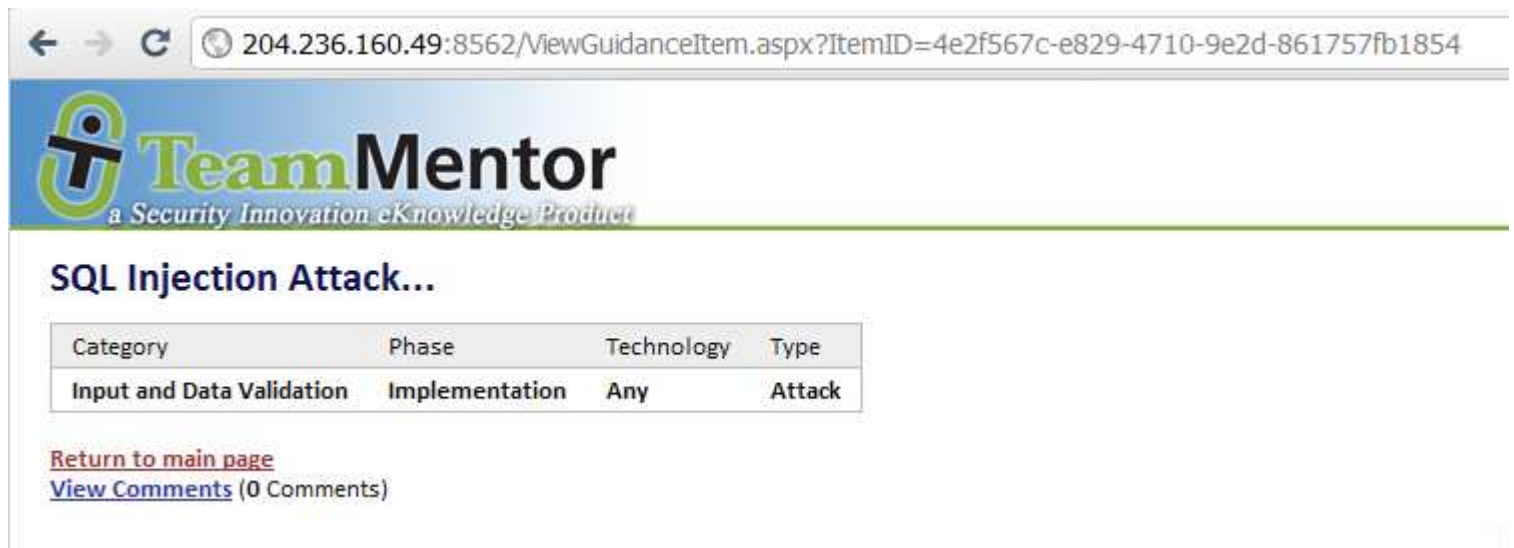 204.236.160.49:8562/ViewGuidanceItem.aspx?ItemID=4e2f567c-e829-4710-9e2d-861757fb1854
TeamMentor
a Security Innovation eKnowledge Product
SQL Injection Attack...
Category Phase Technology Type
Input and Data Validation Implementation Any Attack
Return to main page
View Comments (0 Comments)